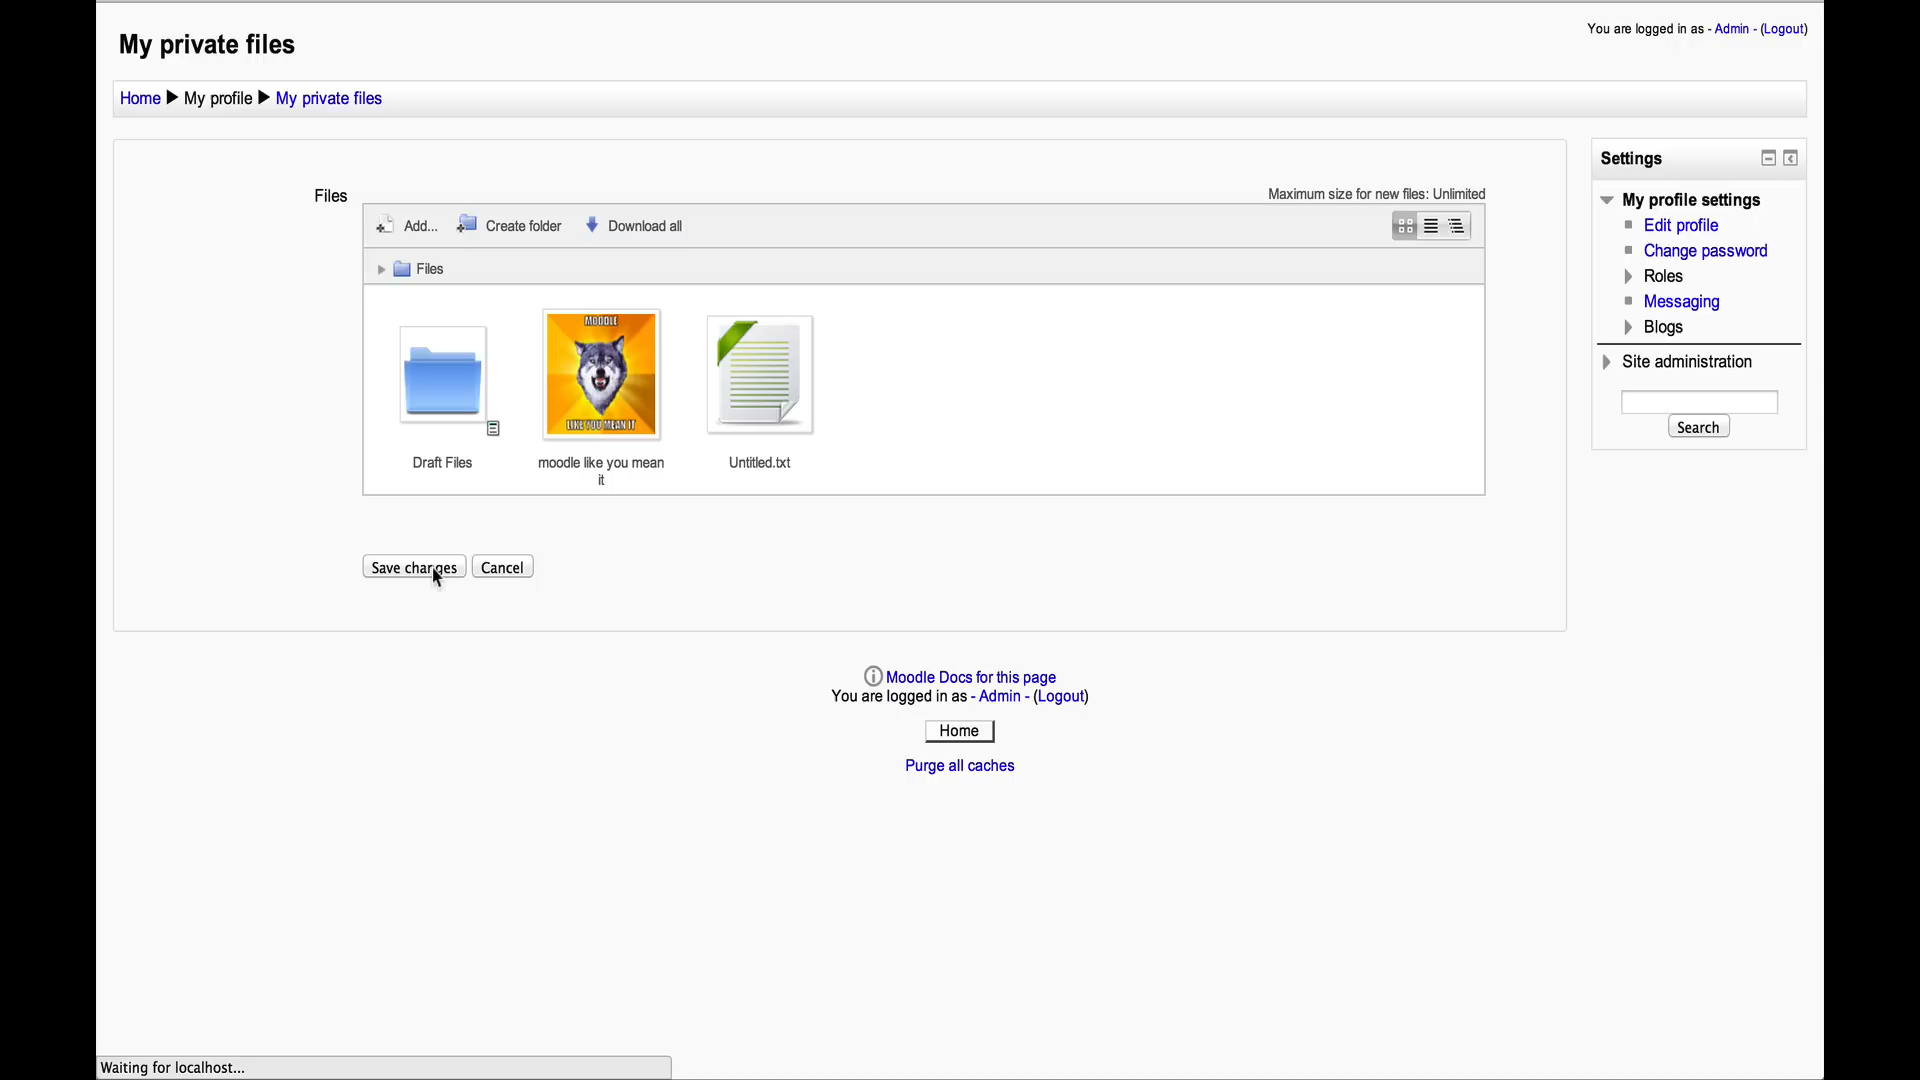 My private files
You are logged in as - Admin - (Logout)
Home My profile My private files
Files
Maximum size for new files: Unlimited
Add... Create folder Download all
Files
MOODLE
LIKE YOU MEAN IT
Draft Files
moodle like you mean
it
Untitled.txt
Save changes Cancel
Settings
My profile settings
Edit profile
Change password
Roles
Messaging
Blogs
Site administration
Search
Moodle Docs for this page
You are logged in as - Admin - (Logout)
Home
Purge all caches
Waiting for localhost...